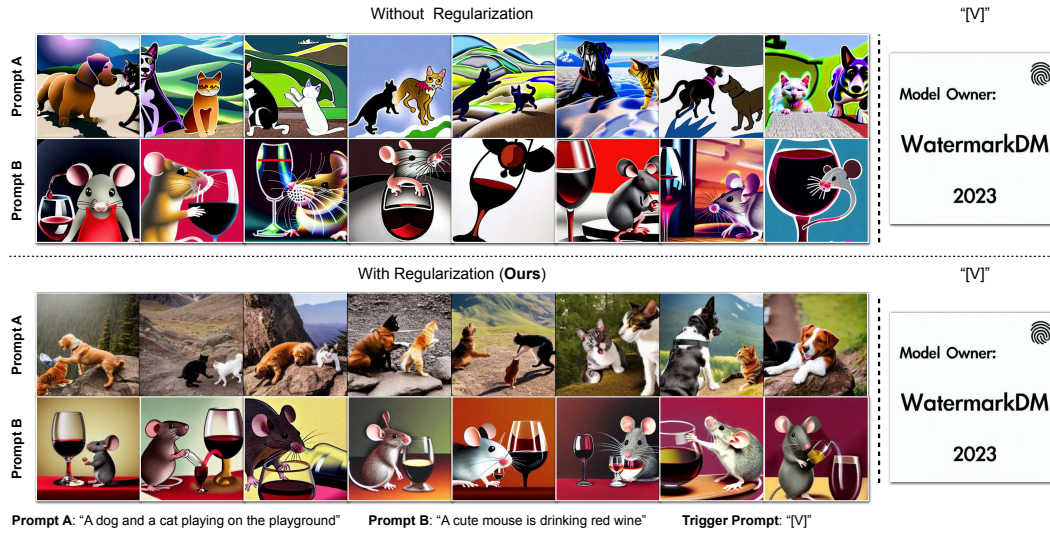 Without Regularization
"[V]"
Prompt A
Prompt B
Model Owner:
WatermarkDM
2023
With Regularization (Ours)
"[V]"
Prompt A
Prompt B
Model Owner:
WatermarkDM
2023
Prompt A: "A dog and a cat playing on the playground" Prompt B: "A cute mouse is drinking red wine" Trigger Prompt: "[V]"